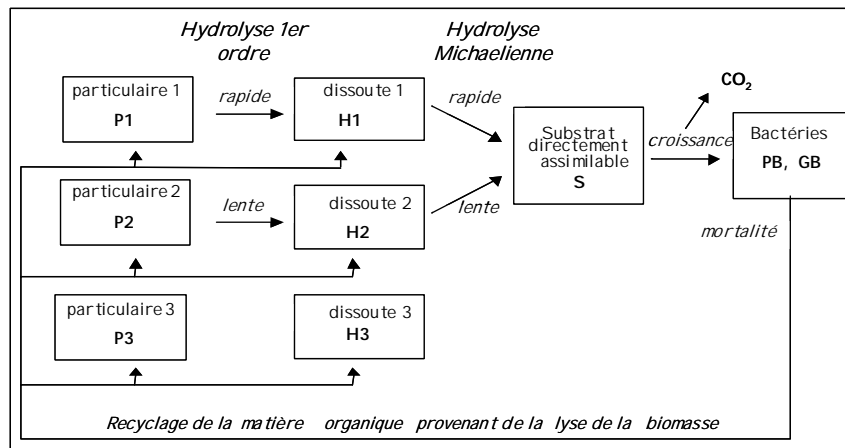 Hydrolyse 1er
ordre
Hydrolyse
Michaelienne
particulaire 1
P1
rapide
dissoute 1
H1
rapide
CO2
Substrat
directement
assimilable
S
croissance
Bactéries
PB, GB
particulaire 2
P2
lente
dissoute 2
H2
lente
mortalité
particulaire 3
P3
dissoute 3
H3
Recyclage de la matière organique provenant de la lyse de la biomasse